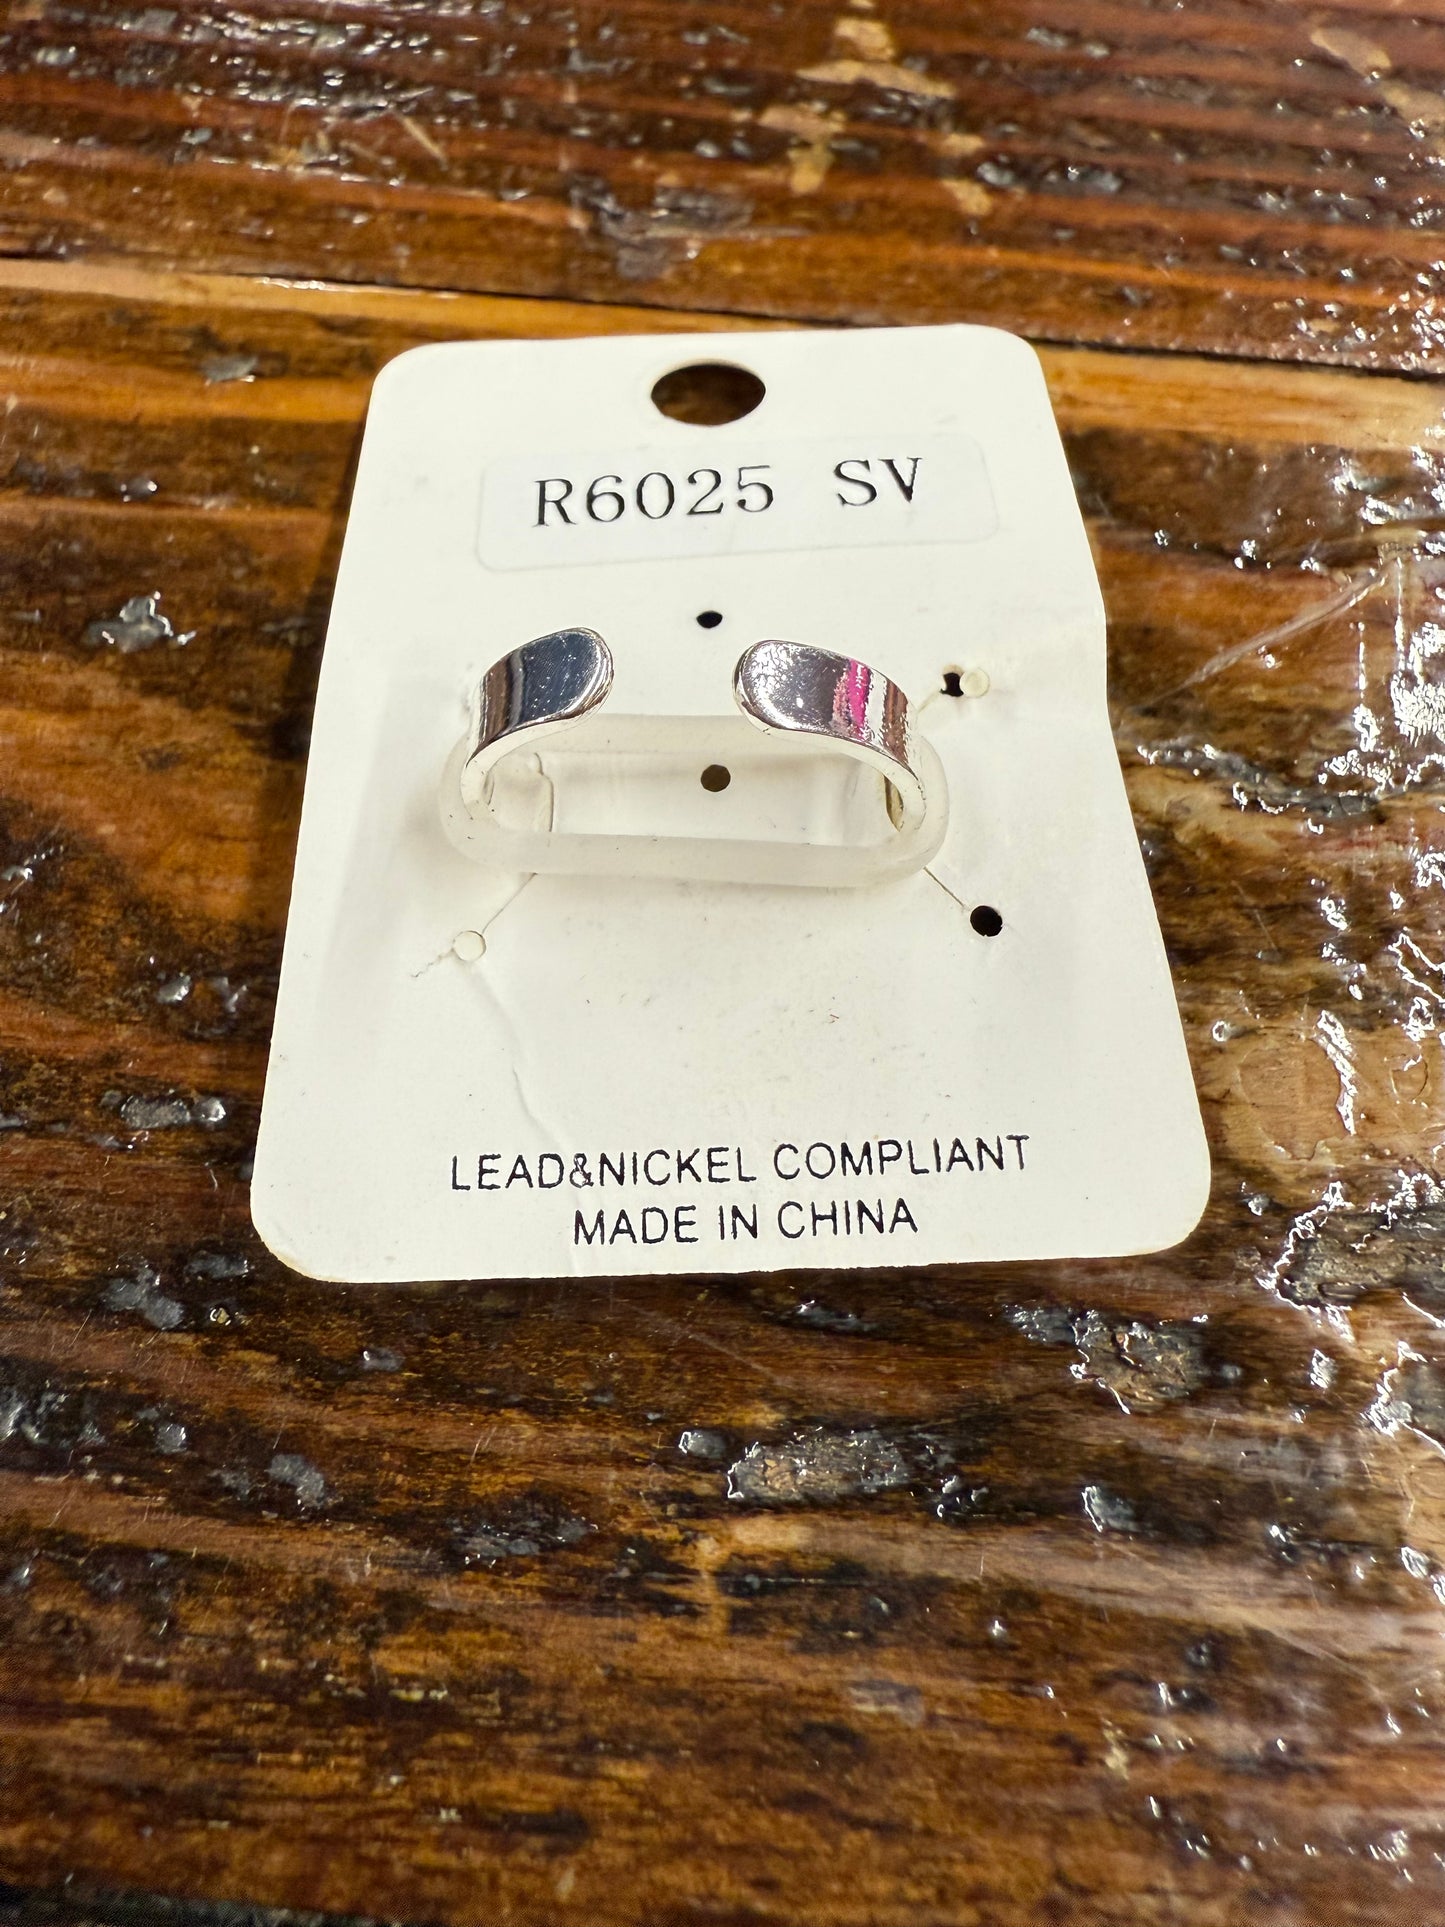 R6025 SV
LEAD&NICKEL COMPLIANT
MADE IN CHINA